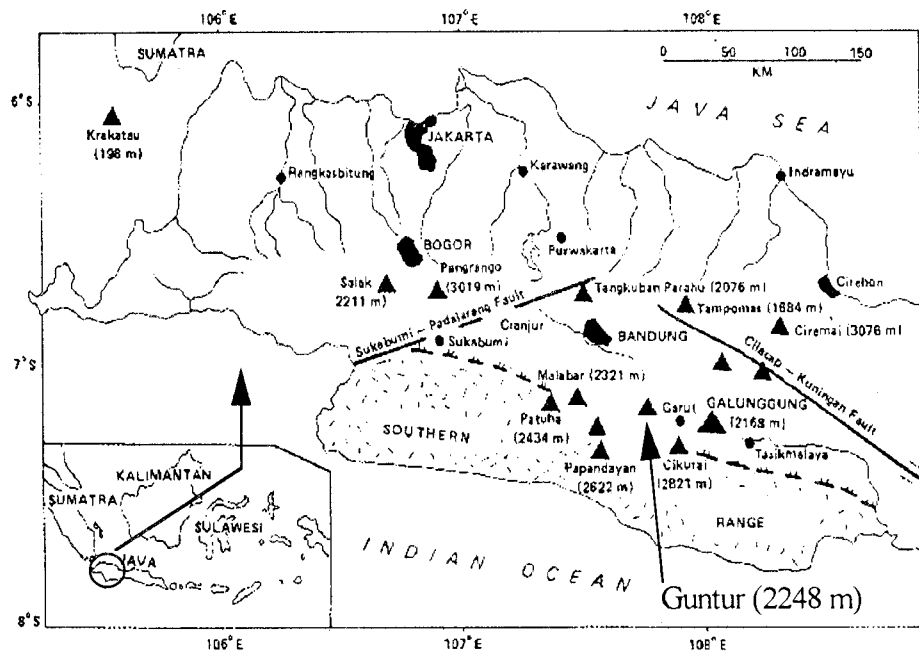 106°E
107°E
108°E
SUMATRA
0 50 100 150
KM
6°S
JAVA SEA
Krakatau
(198 m)
JAKARTA
Rangkasbitung
Karawang
Indramayu
BOGOR
Purwakarta
Salak
2211 m)
Pangrango
(3019 m)
Cirebon
Tangkuban Parahu (2076 m)
Tampomas (1684 m)
Ciremai (3076 m)
Sukabumi - Padalarang Fault
Cianjur
Sukabumi
BANDUNG
Cilacap - Kuningan Fault
7°S
Malabar (2321 m)
Patuha
(2434 m)
Garut
GALUNGGUNG
(2168 m)
SOUTHERN
Tasikmalaya
Papandayan
(2622 m)
Cikurai
(2821 m)
RANGE
KALIMANTAN
SUMATRA
SULAWESI
JAVA
INDIAN OCEAN
Guntur (2248 m)
8°S
106°E
107°E
108°E